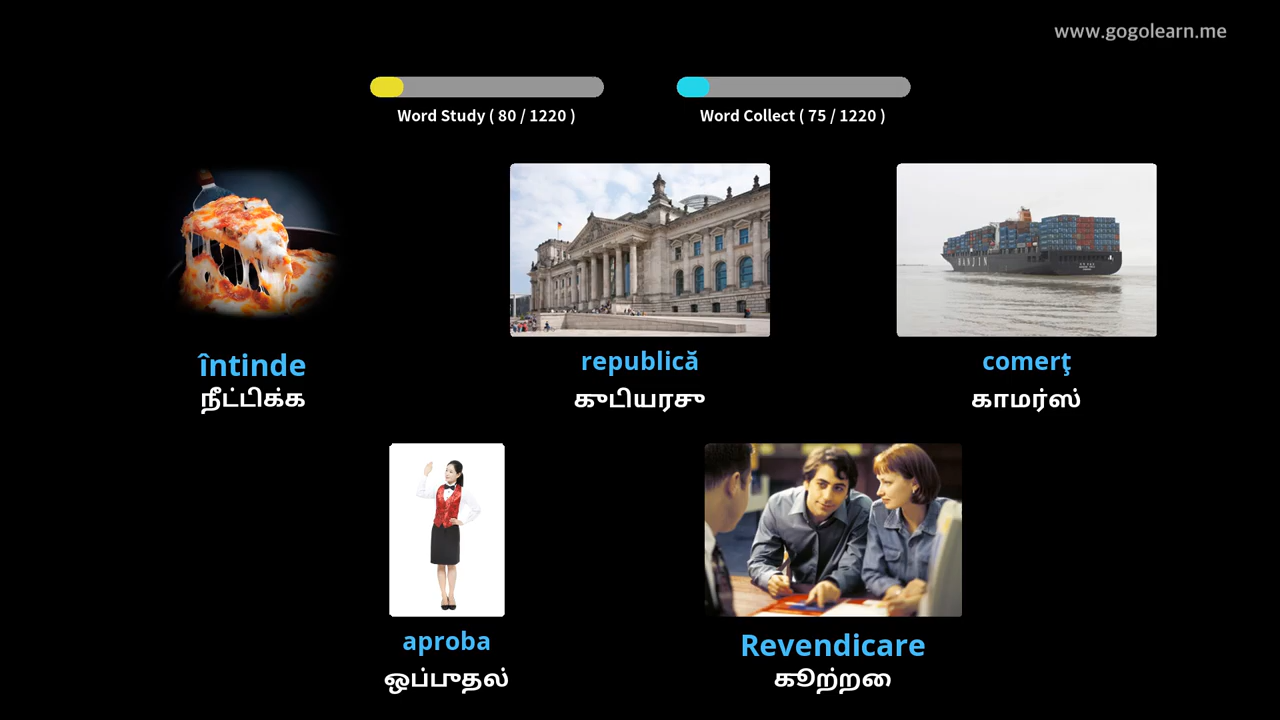 www.gogolearn.me
Word Study ( 80 / 1220 )
Word Collect ( 75 / 1220 )
întinde
நீட்டிக்க
republică
குபியரசு
comerţ
காமர்ஸ்
aproba
ஒப்புதல்
Revendicare
கூற்றை